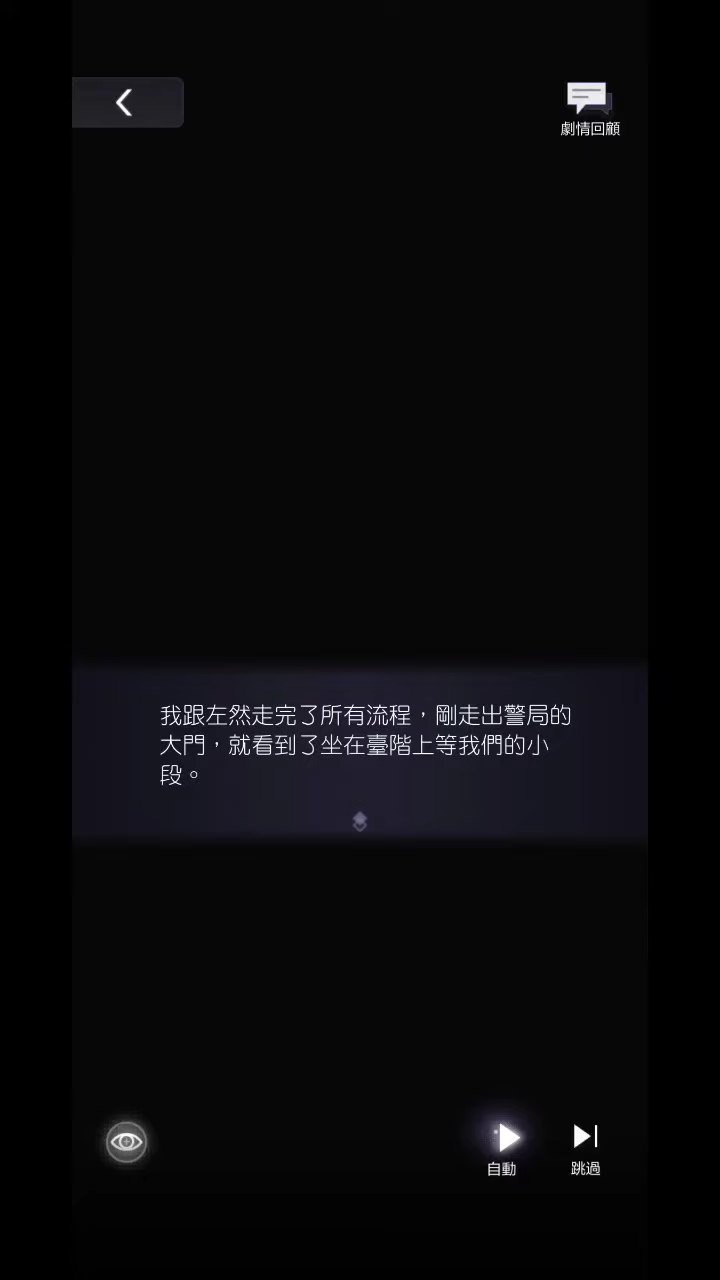 劇情回顧
我跟左然走完了所有流程，剛走出警局的
大門，就看到了坐在臺階上等我們的小
段。
自動
跳過